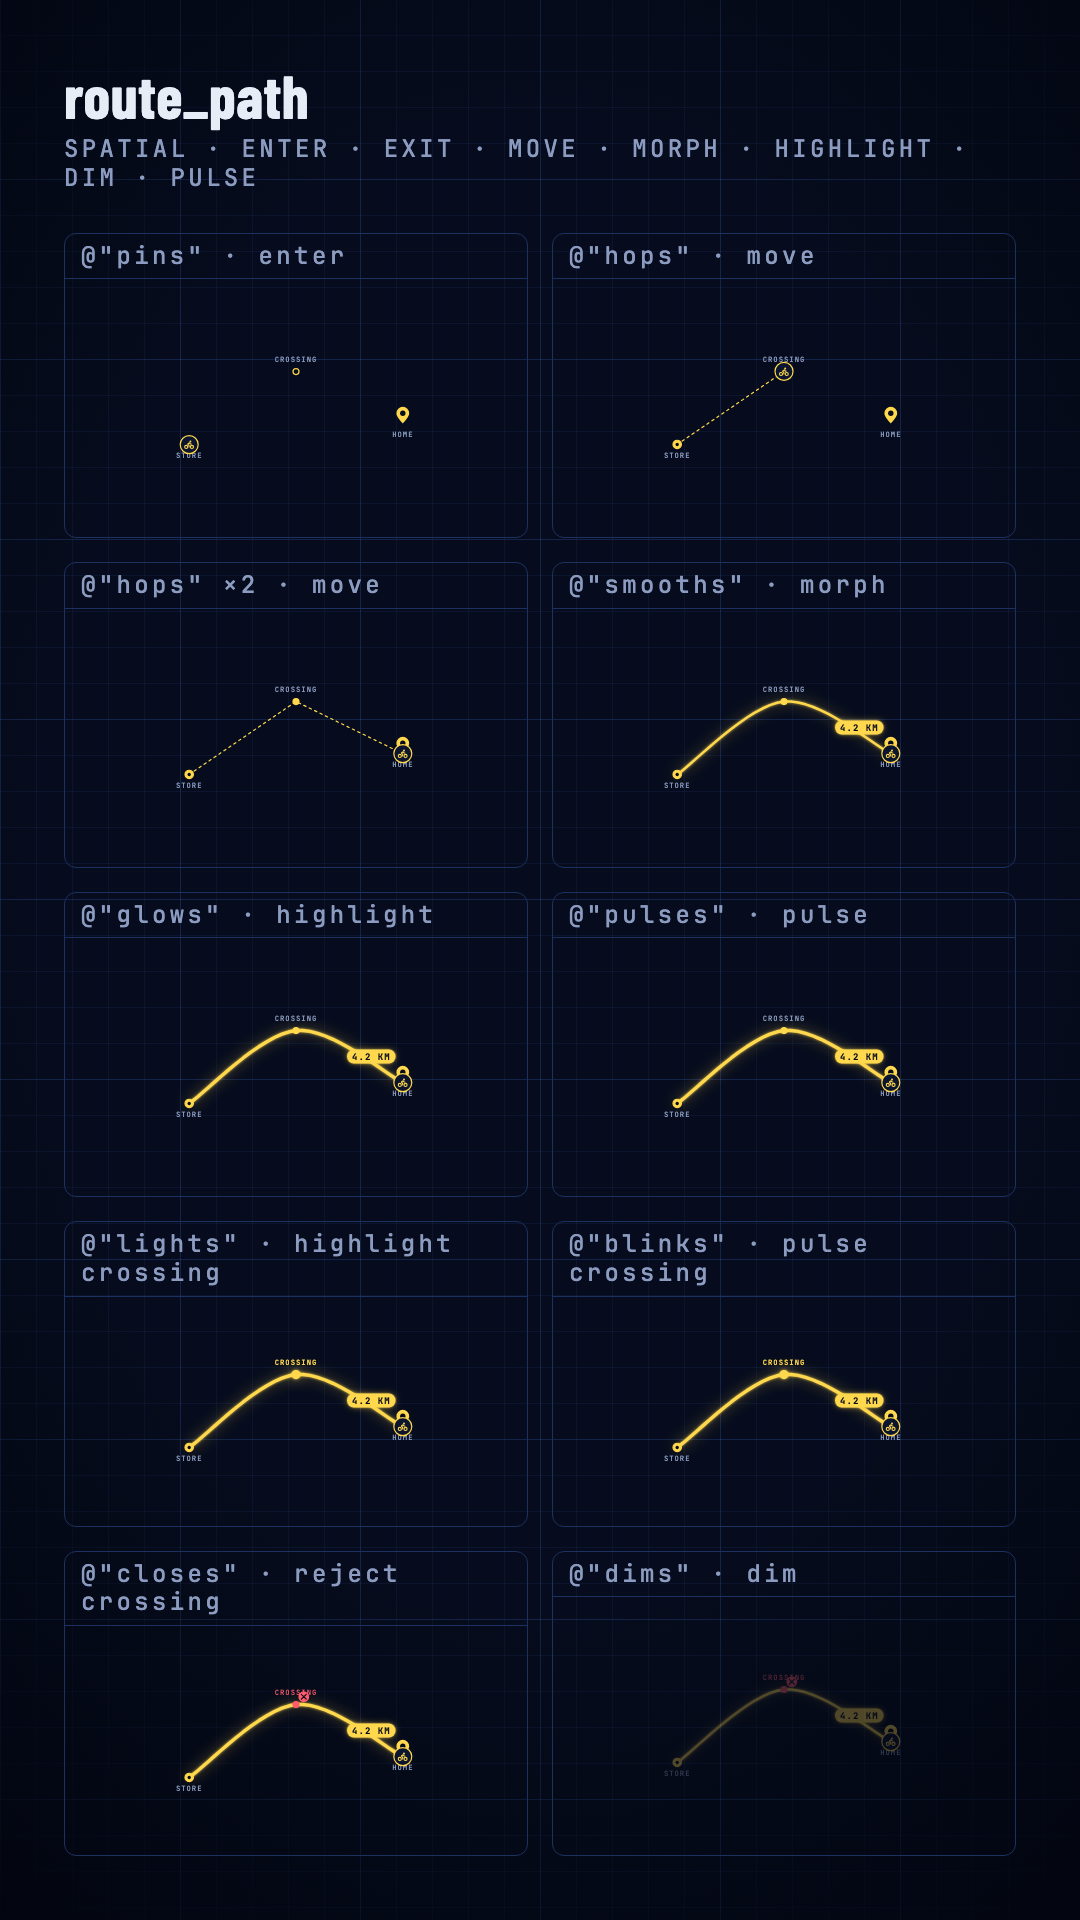 route_path
SPATIAL · ENTER · EXIT · MOVE · MORPH · HIGHLIGHT ·
DIM · PULSE
@"pins" · enter
CROSSING
HOME
STORE
@"hops" · move
CROSSING
HOME
STORE
@"hops" ×2 · move
CROSSING
HOME
STORE
@"smooths" · morph
CROSSING
4.2 KM
HOME
STORE
@"glows" · highlight
CROSSING
4.2 KM
HOME
STORE
@"pulses" · pulse
CROSSING
4.2 KM
HOME
STORE
@"lights" · highlight
crossing
CROSSING
4.2 KM
HOME
STORE
@"blinks" · pulse
crossing
CROSSING
4.2 KM
HOME
STORE
@"closes" · reject
crossing
CROSSING
4.2 KM
HOME
STORE
@"dims" · dim
CROSSING
4.2 KM
HOME
STORE